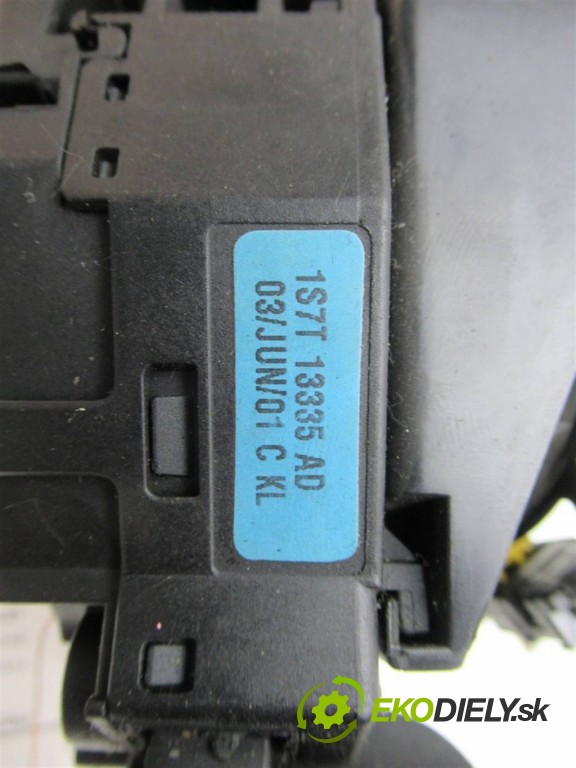 1S7T 13335 AD
03/JUN/01 C KL
EKODIELY.sk